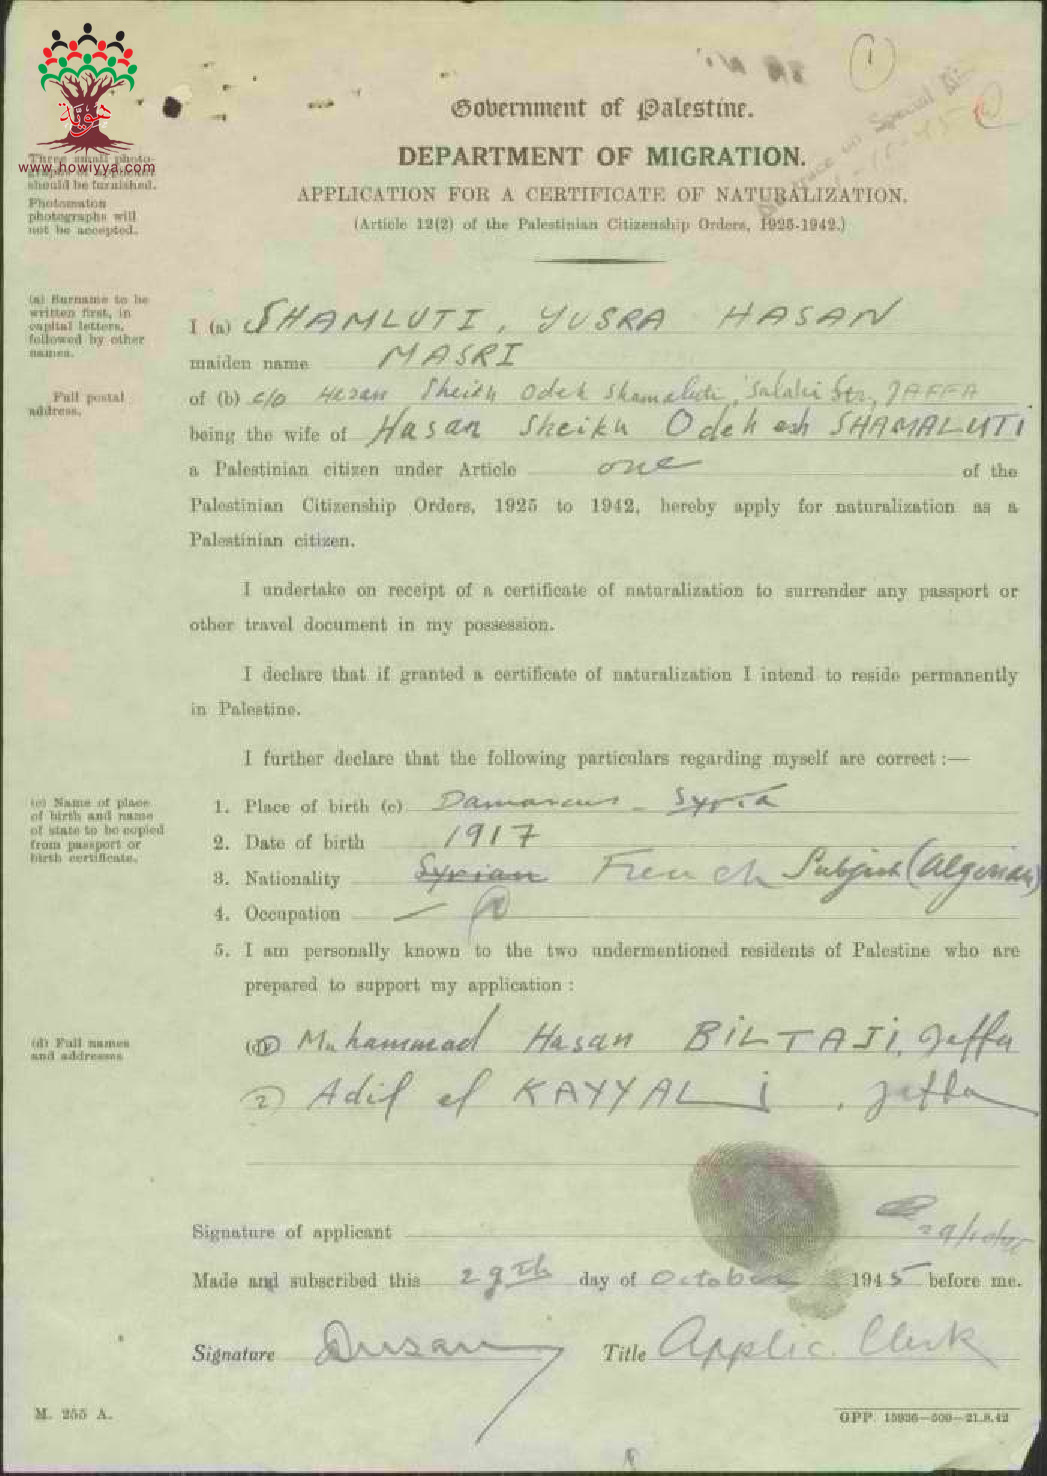 هوية
www.howiyya.com
1
Government of Palestine.
DEPARTMENT OF MIGRATION.
APPLICATION FOR A CERTIFICATE OF NATURALIZATION.
(Article 12(2) of the Palestinian Citizenship Orders, 1925-1942.)
Three small photo-
graphs of applicant
should be furnished.
Photomaton
photographs will
not be accepted.
(a) Surname to be
written first, in
capital letters,
followed by other
names.
I (a) SHAMLUTI, YUSRA HASAN
maiden name MASRI
Full postal
address.
of (b) c/o Hasan Sheikh Odeh Shamaluti, Salahi Str, JAFFA
being the wife of Hasan Sheikh Odeh esh SHAMALUTI
a Palestinian citizen under Article one of the
Palestinian Citizenship Orders, 1925 to 1942, hereby apply for naturalization as a
Palestinian citizen.
I undertake on receipt of a certificate of naturalization to surrender any passport or
other travel document in my possession.
I declare that if granted a certificate of naturalization I intend to reside permanently
in Palestine.
I further declare that the following particulars regarding myself are correct :—
(c) Name of place
of birth and name
of state to be copied
from passport or
birth certificate.
1. Place of birth (c) Damascus - Syria
2. Date of birth 1917
3. Nationality Syrian French Subject (Algerian)
4. Occupation —
5. I am personally known to the two undermentioned residents of Palestine who are
prepared to support my application :
(d) Full names
and addresses
(d) 1) Muhammad Hasan BILTAJI, Jaffa
2) Adif el KAYYALI, Jaffa
Signature of applicant 29/10/45
Made and subscribed this 29th day of October 1945 before me.
Signature Title Applic. Clerk
M. 255 A.
GPP. 15936—500—21.8.42